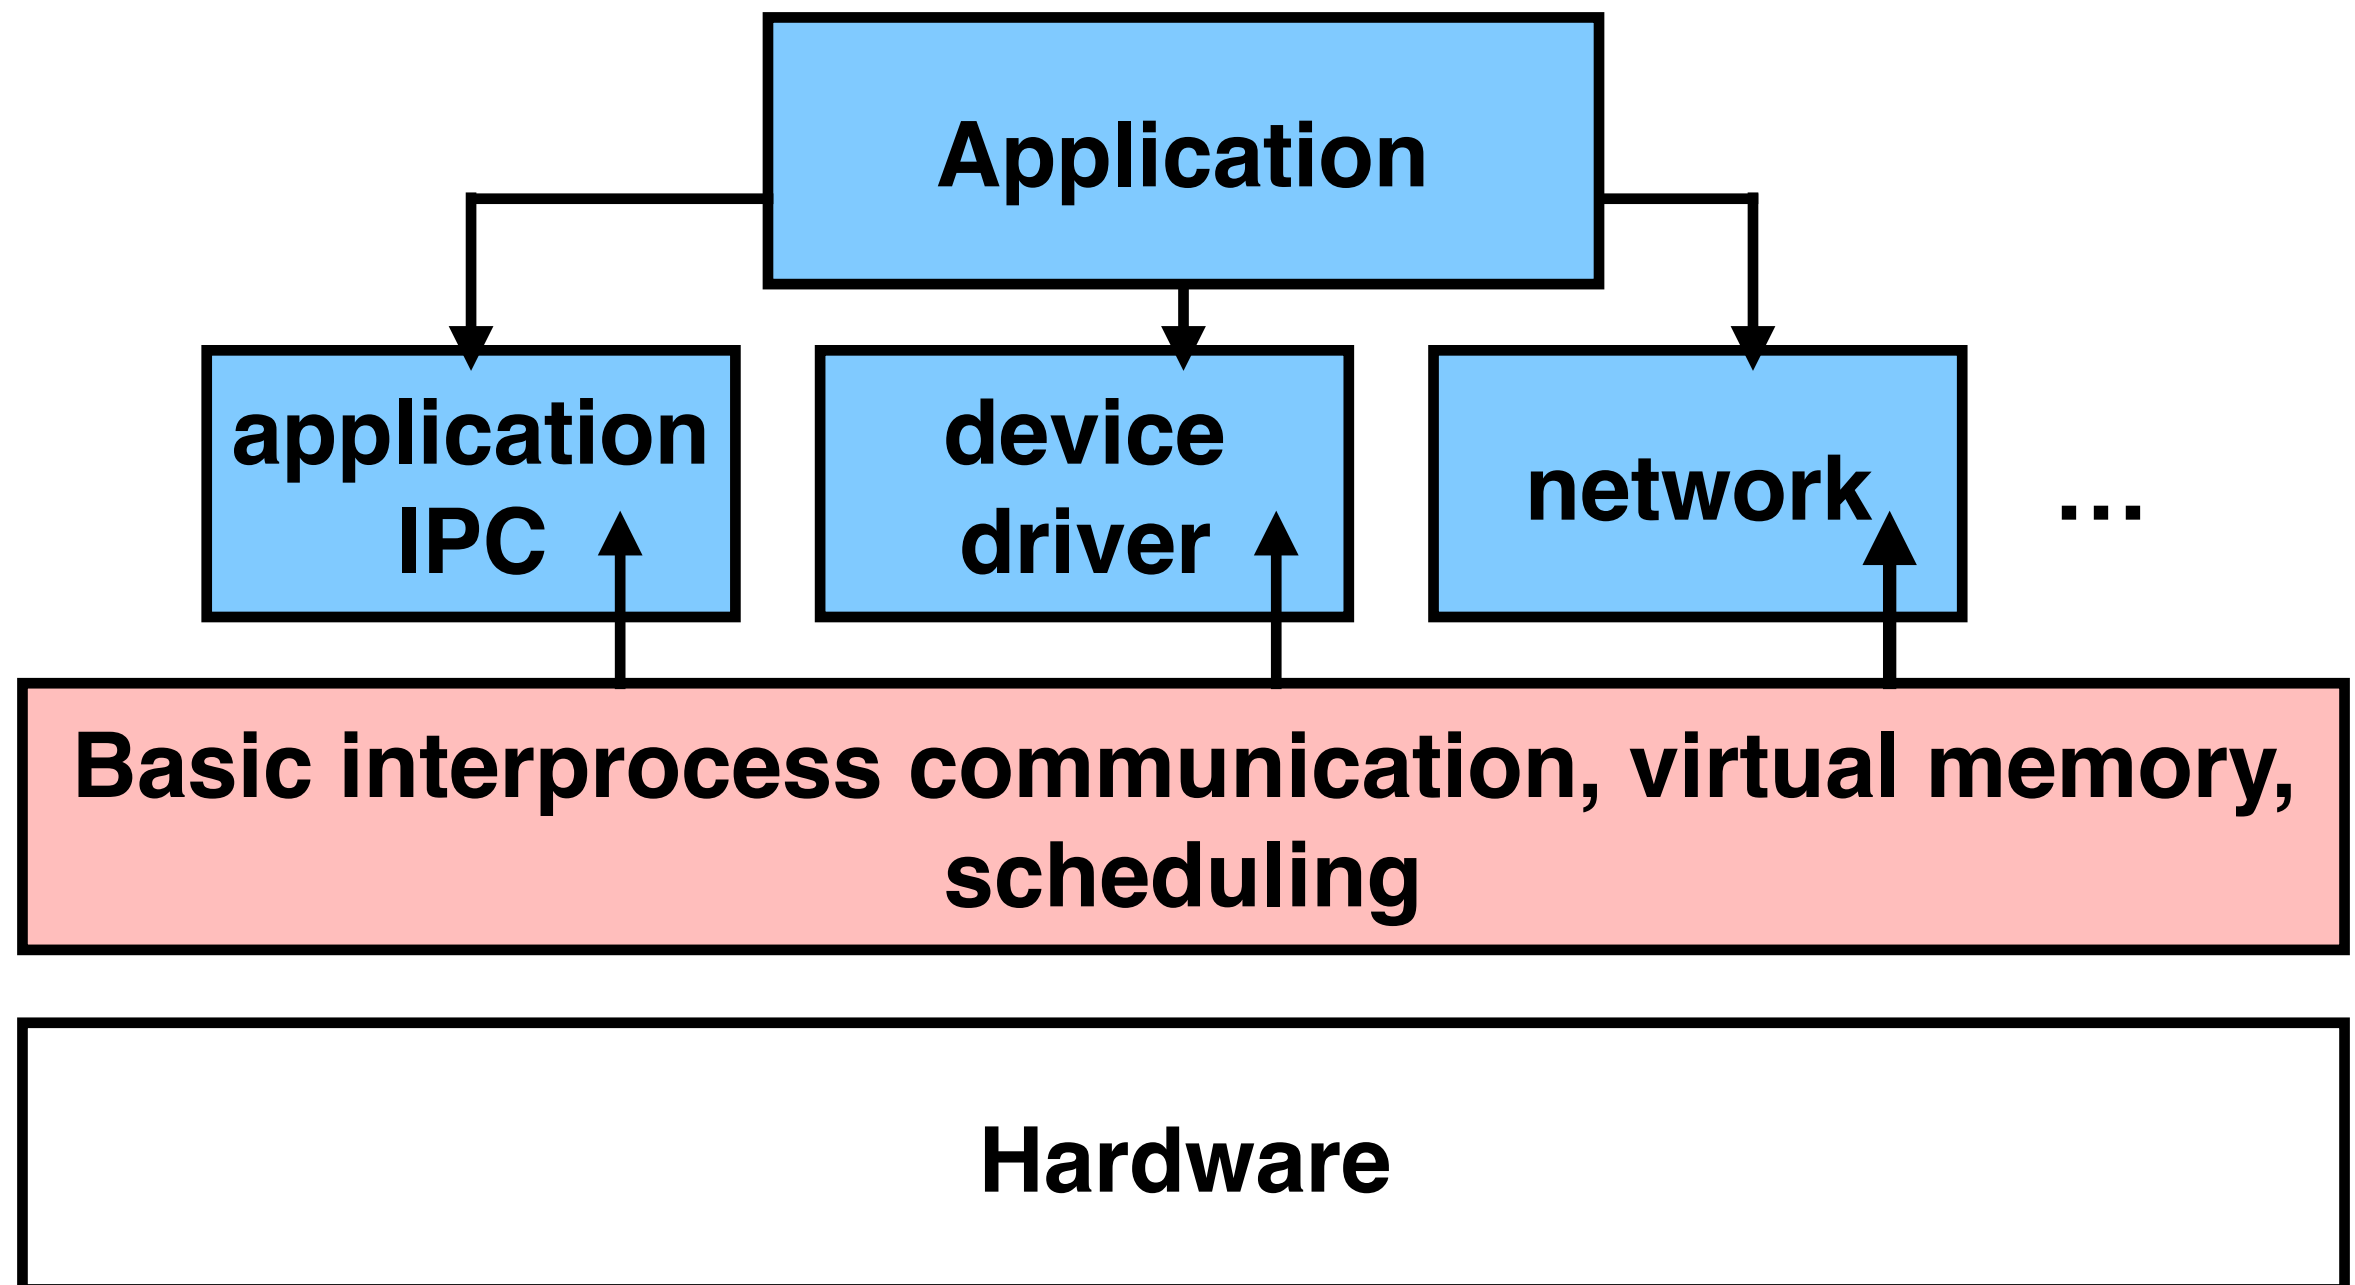 Application
application
IPC
device
driver
network
...
Basic interprocess communication, virtual memory,
scheduling
Hardware